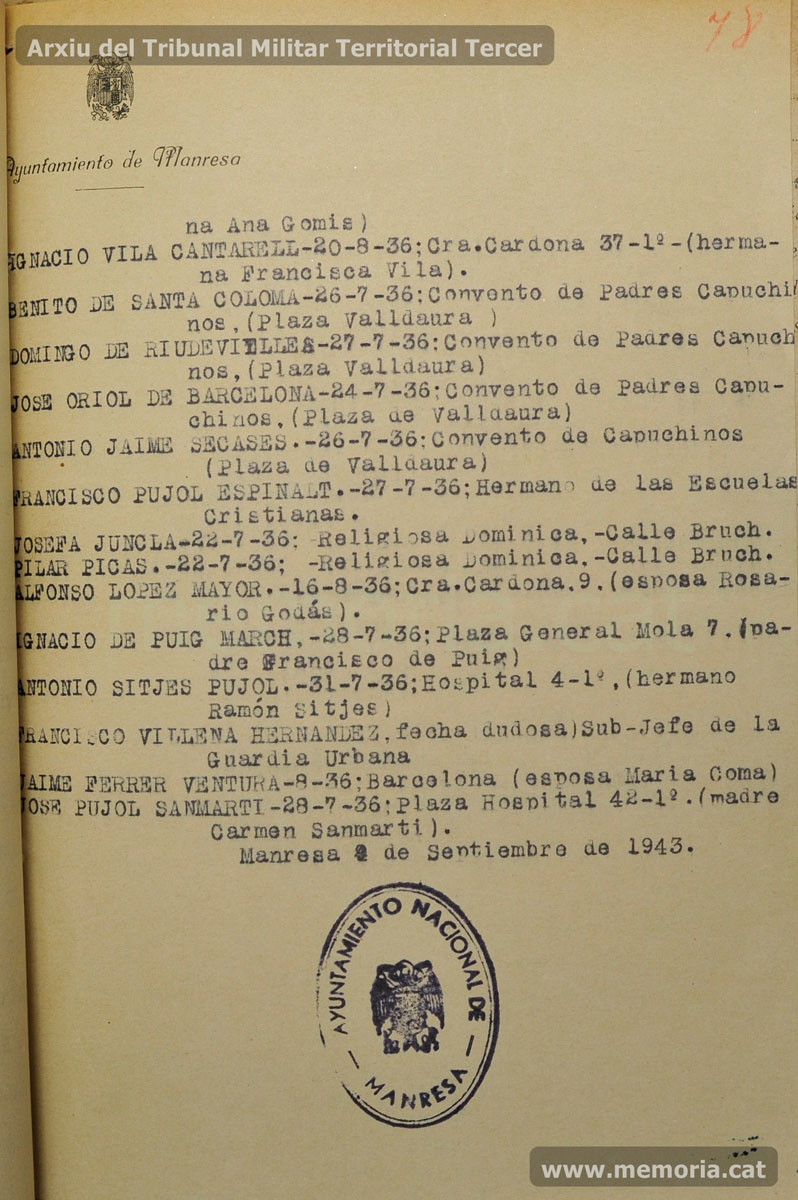 Arxiu del Tribunal Militar Territorial Tercer
78
Ayuntamiento de Manresa
na Ana Gomis)
IGNACIO VILA CANTARELL-20-8-36;Cra.Cardona 37-1º-(herma-
na Francisca Vila).
BENITO DE SANTA COLOMA-26-7-36;Convento de Padres Capuchi
nos,(Plaza Valldaura )
DOMINGO DE RIUDEVIELLES-27-7-36;Convento de Padres Capuch
nos,(Plaza Valldaura)
JOSE ORIOL DE BARCELONA-24-7-36;Convento de Padres Capu-
chinos,(Plaza de Valldaura)
ANTONIO JAIME SECASES.-26-7-36;Convento de Capuchinos
(Plaza de Valldaura)
FRANCISCO PUJOL ESPINALT.-27-7-36;Hermano de las Escuelas
Cristianas.
JOSEFA JUNCLA-22-7-36; Religiosa Dominica,-Calle Bruch.
PILAR PICAS.-22-7-36; -Religiosa Dominica.-Calle Bruch.
ALFONSO LOPEZ MAYOR.-16-8-36;Cra.Cardona.9.(esposa Rosa-
rio Godás).
IGNACIO DE PUIG MARCH,-28-7-36;Plaza General Mola 7.(pa-
dre Francisco de Puig)
ANTONIO SITJES PUJOL.-31-7-36;Hospital 4-1ª,(hermano
Ramón Sitjes)
FRANCISCO VILLENA HERNANDEZ,fecha dudosa)Sub-Jefe de la
Guardia Urbana
JAIME FERRER VENTURA-8-36;Barcelona (esposa Maria Coma)
JOSE PUJOL SANMARTI-28-7-36;Plaza Hospital 42-1º.(madre
Carmen Sanmarti).
Manresa de Septiembre de 1943.
AYUNTAMIENTO NACIONAL DE
- MANRESA -
www.memoria.cat